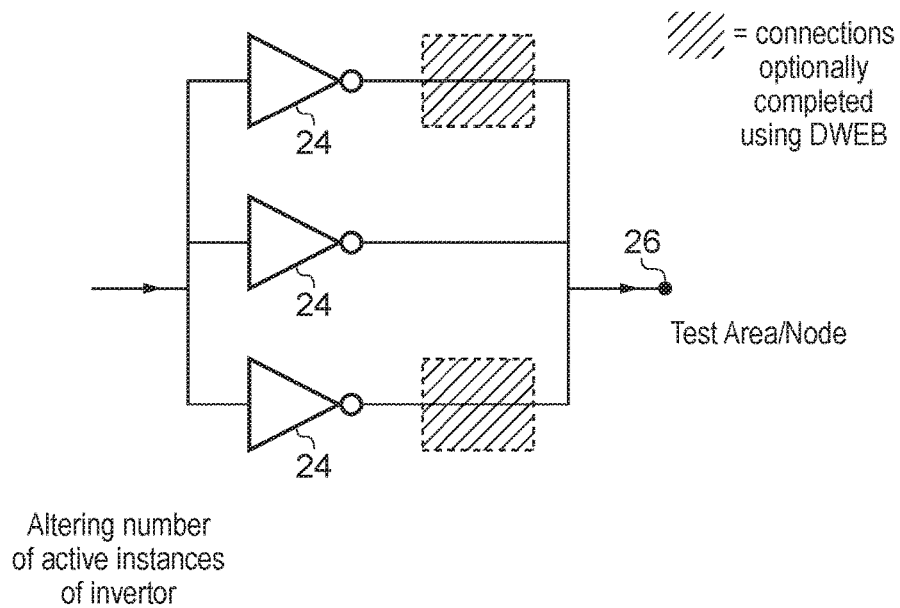 = connections
optionally
completed
using DWEB
24
24
26
Test Area/Node
24
Altering number
of active instances
of invertor